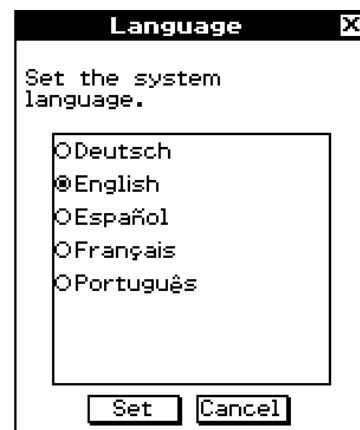 Language
Set the system
language.
Deutsch
English
Español
Français
Português
Set Cancel